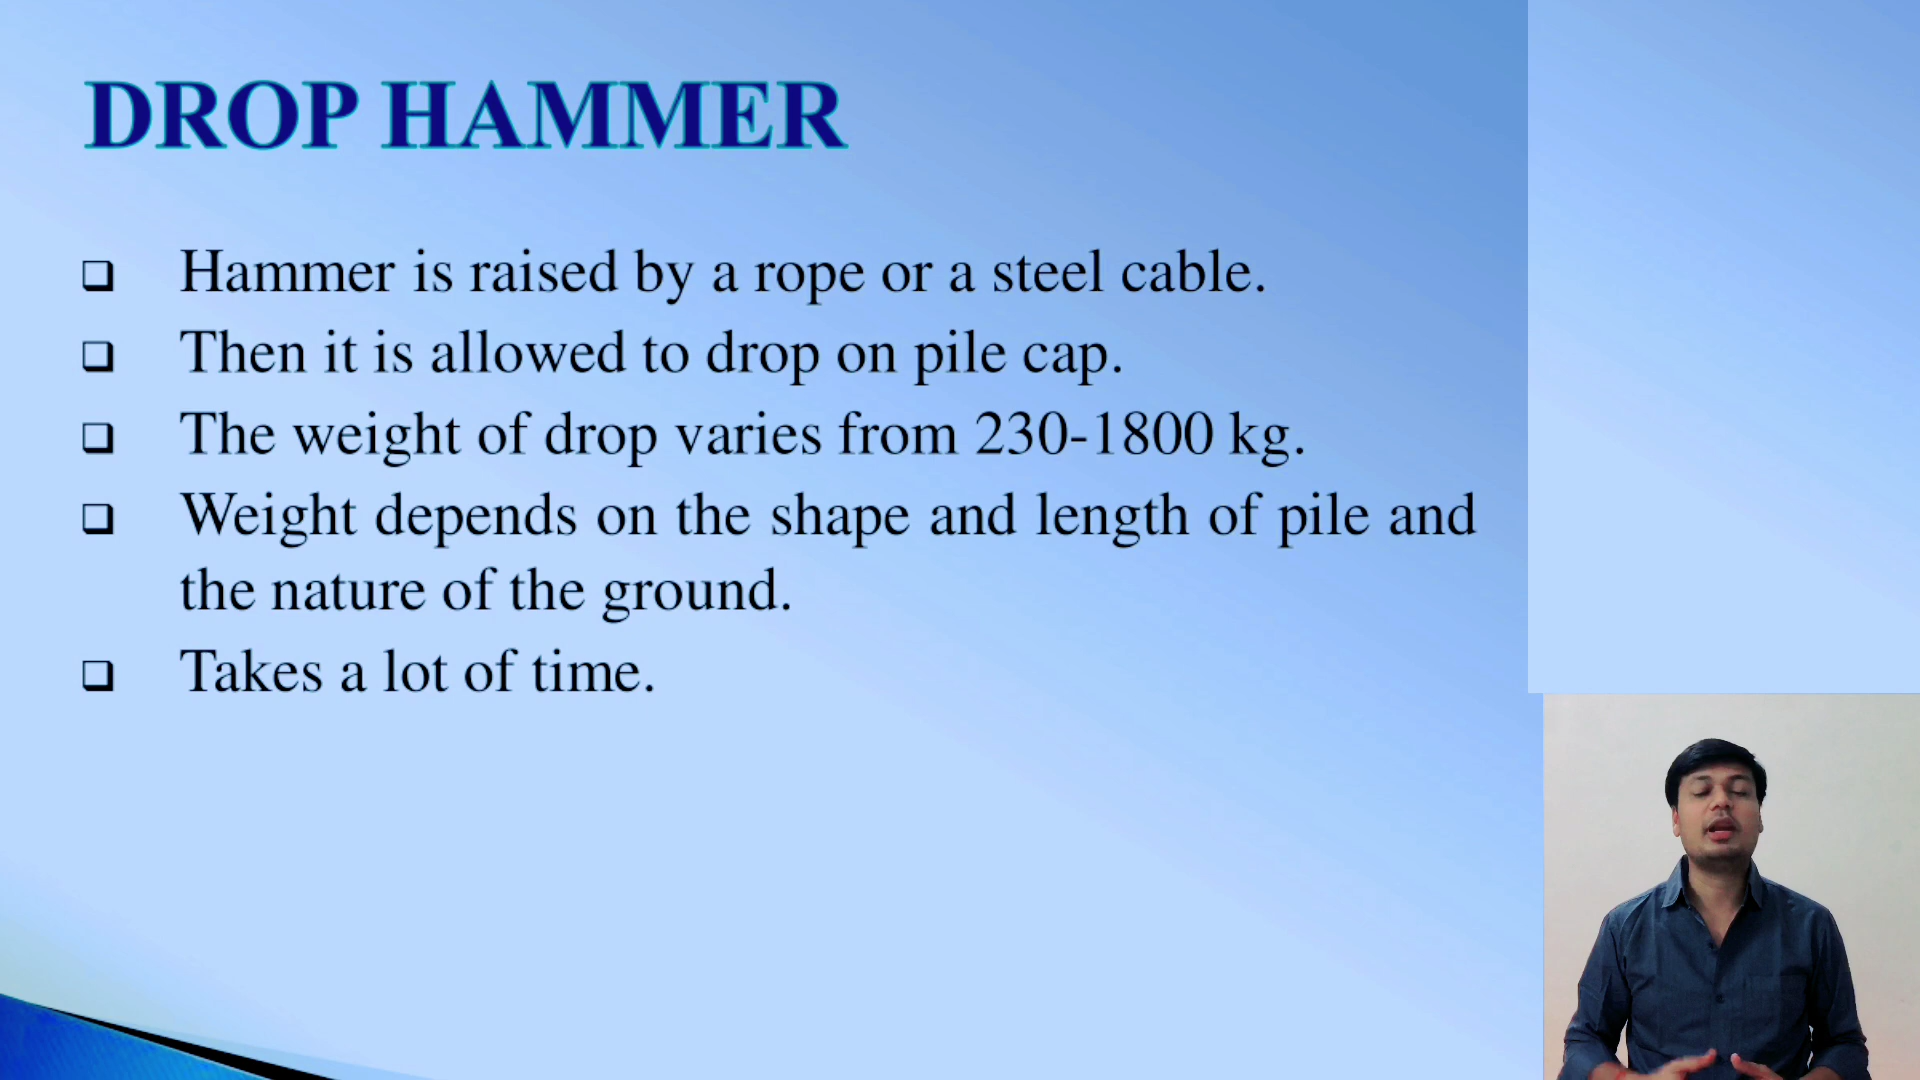 DROP HAMMER
Hammer is raised by a rope or a steel cable.
Then it is allowed to drop on pile cap.
The weight of drop varies from 230-1800 kg.
Weight depends on the shape and length of pile and
the nature of the ground.
Takes a lot of time.